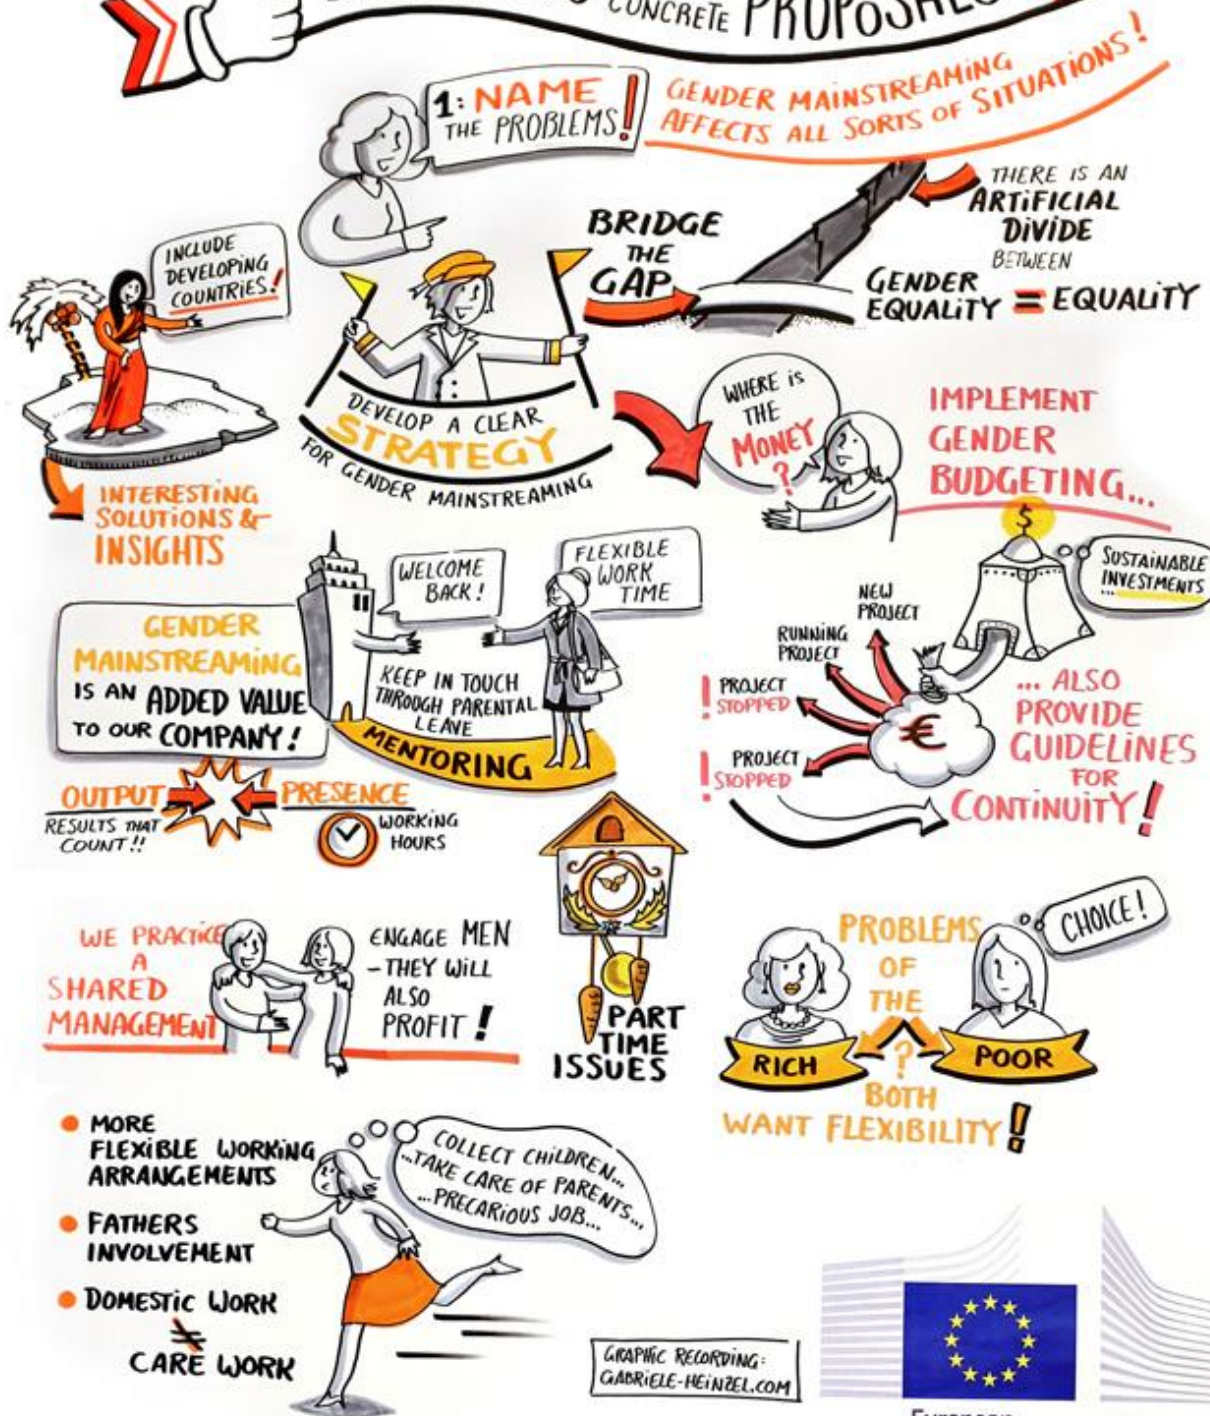 CONCRETE PROPOSALS
1: NAME
THE PROBLEMS!
GENDER MAINSTREAMING
AFFECTS ALL SORTS OF SITUATIONS!
THERE IS AN
ARTIFICIAL
DIVIDE
BETWEEN
GENDER
EQUALITY = EQUALITY
BRIDGE
THE
GAP
INCLUDE
DEVELOPING
COUNTRIES!
INTERESTING
SOLUTIONS &
INSIGHTS
DEVELOP A CLEAR
STRATEGY
FOR GENDER MAINSTREAMING
WHERE IS
THE
MONEY
?
IMPLEMENT
GENDER
BUDGETING...
$
SUSTAINABLE
... INVESTMENTS
NEW
PROJECT
RUNNING
PROJECT
! PROJECT
STOPPED
! PROJECT
STOPPED
€
... ALSO
PROVIDE
GUIDELINES
FOR
CONTINUITY!
WELCOME
BACK!
FLEXIBLE
WORK
TIME
KEEP IN TOUCH
THROUGH PARENTAL
LEAVE
MENTORING
GENDER
MAINSTREAMING
IS AN ADDED VALUE
TO OUR COMPANY!
OUTPUT
RESULTS THAT
COUNT!!
PRESENCE
WORKING
HOURS
WE PRACTICE
A
SHARED
MANAGEMENT
ENGAGE MEN
- THEY WILL
ALSO
PROFIT!
PART
TIME
ISSUES
PROBLEMS
OF
THE
?
RICH
POOR
CHOICE!
BOTH
WANT FLEXIBILITY!
• MORE
FLEXIBLE WORKING
ARRANGEMENTS
• FATHERS
INVOLVEMENT
• DOMESTIC WORK
≠
CARE WORK
COLLECT CHILDREN...
...TAKE CARE OF PARENTS...
...PRECARIOUS JOB...
GRAPHIC RECORDING:
GABRIELE-HEINZEL.COM
European